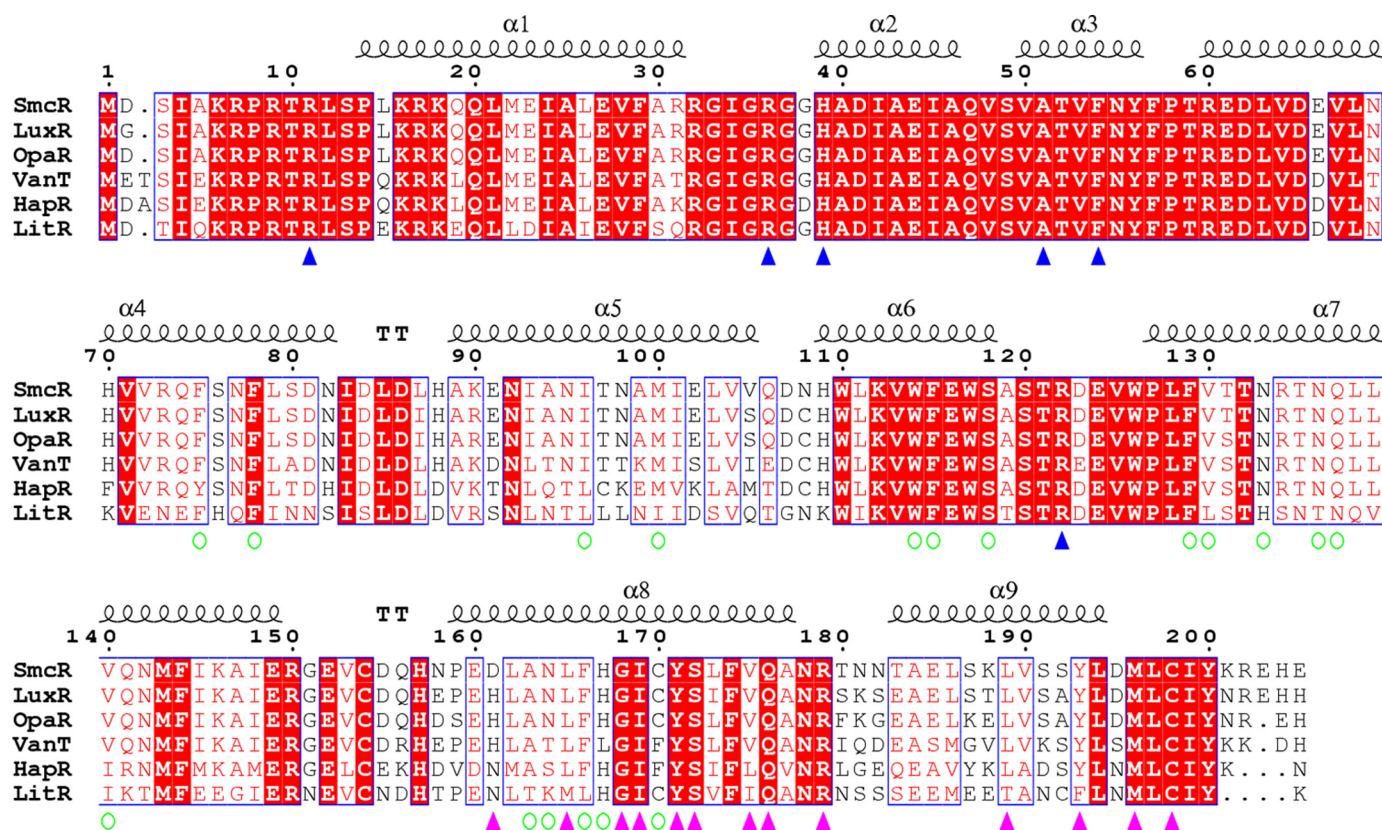 α1 α2 α3
1 10 20 30 40 50 60
SmcR MD.SIAKRPRTRLSPLKRKQQLMEIALEVFARRGIGRGGHADIAEIAQVSVATVFNYFPTREDLVDEVLN
LuxR MG.SIAKRPRTRLSPLKRKQQLMEIALEVFARRGIGRGGHADIAEIAQVSVATVFNYFPTREDLVDEVLN
OpaR MD.SIAKRPRTRLSPLKRKQQLMEIALEVFARRGIGRGGHADIAEIAQVSVATVFNYFPTREDLVDEVLN
VanT METSIEKRPRTRLSPQKRKLQLMEIALEVFATRGIGRGGHADIAEIAQVSVATVFNYFPTREDLVDDVLT
HapR MDASIEKRPRTRLSPQKRKLQLMEIALEVFAKRGIGRGDHADIAEIAQVSVATVFNYFPTREDLVDDVLN
LitR MD.TIQKRPRTRLSPEKRKEQLLDIAIEVFSQRGIGRGGHADIAEIAQVSVATVFNYFPTREDLVDDVLN
α4 TT α5 α6 α7
70 80 90 100 110 120 130
SmcR HVVRQFSNFLSDNIDLDLHAKENIANITNAMIELVVQDNHWLKVWFEWSASTRDEVWPLFVTTNRTNQLL
LuxR HVVRQFSNFLSDNIDLDIHARENIANITNAMIELVSQDCHWLKVWFEWSASTRDEVWPLFVTTNRTNQLL
OpaR HVVRQFSNFLSDNIDLDIHARENIANITNAMIELVSQDCHWLKVWFEWSASTRDEVWPLFVSTNRTNQLL
VanT HVVRQFSNFLADNIDLDLHAKDNLTNITTKMISLVIEDCHWLKVWFEWSASTREEVWPLFVSTNRTNQLL
HapR FVVRQYSNFLTDHIDLDLDVKTNLQTLCKEMVKLAMTDCHWLKVWFEWSASTRDEVWPLFVSTNRTNQLL
LitR KVENEFHQFINNSISLDLDVRSNLNTLLLNIIDSVQTGNKWIKVWFEWSTSTRDEVWPLFLSTHSNTNQV
TT α8 α9
140 150 160 170 180 190 200
SmcR VQNMFIKAIERGEVCDQHNPEDLANLFHGICYSLFVQANRTNNTAELSKLVSSYLDMLCIYKREHE
LuxR VQNMFIKAIERGEVCDQHEPEHLANLFHGICYSIFVQANRSKSEAELSTLVSAYLDMLCIYNREHH
OpaR VQNMFIKAIERGEVCDQHDSEHLANLFHGICYSLFVQANRFKGEAELKELVSAYLDMLCIYNR.EH
VanT VQNMFIKAIERGEVCDRHEPEHLATLFLGIFYSLFVQANRIQDEASMGVLVKSYLSMLCIYKK.DH
HapR IRNMFMKAMERGELCEKHDVDNMASLFHGIFYSIFLQVNRLGEQEAVYKLADSYLNMLCIYK...N
LitR IKTMFEEGIERNEVCNDHTPENLTKMLHGICYSVFIQANRNSSSEEMEETANCFLNMLCIY....K